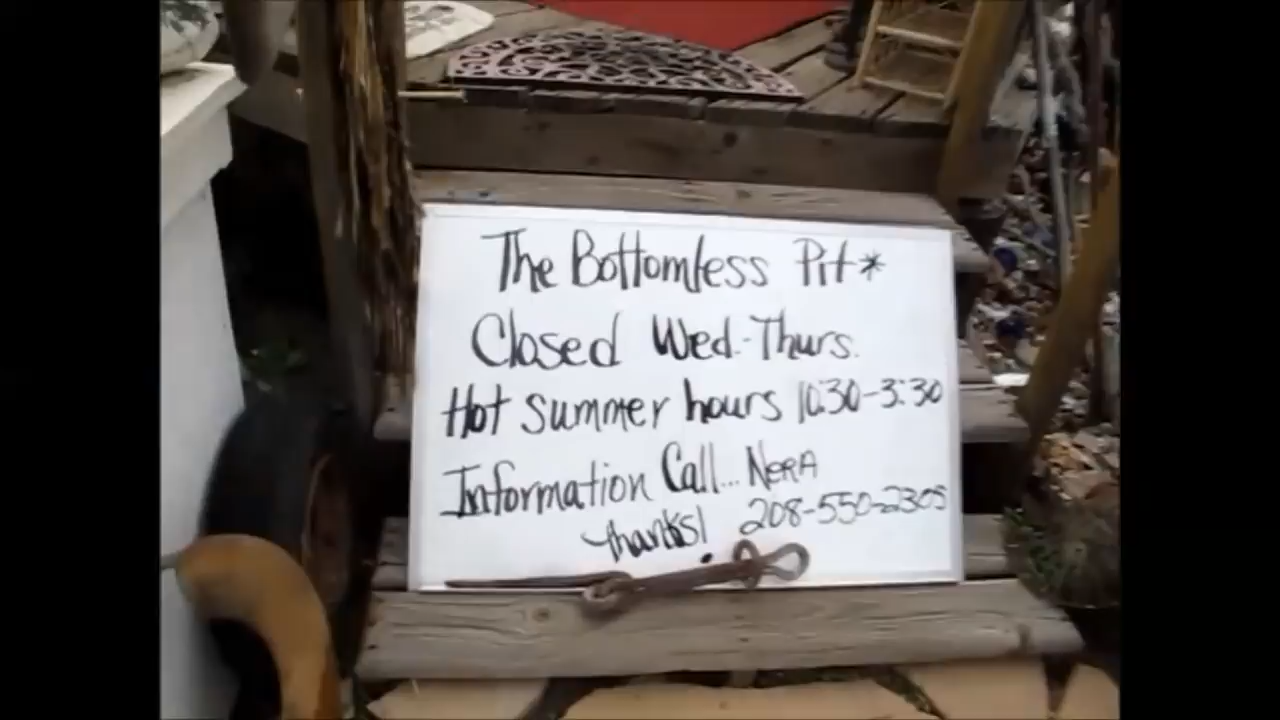 The Bottomless Pit*
Closed Wed.-Thurs.
Hot summer hours 10:30-3:30
Information Call... NerA
Thanks! 208-550-2305